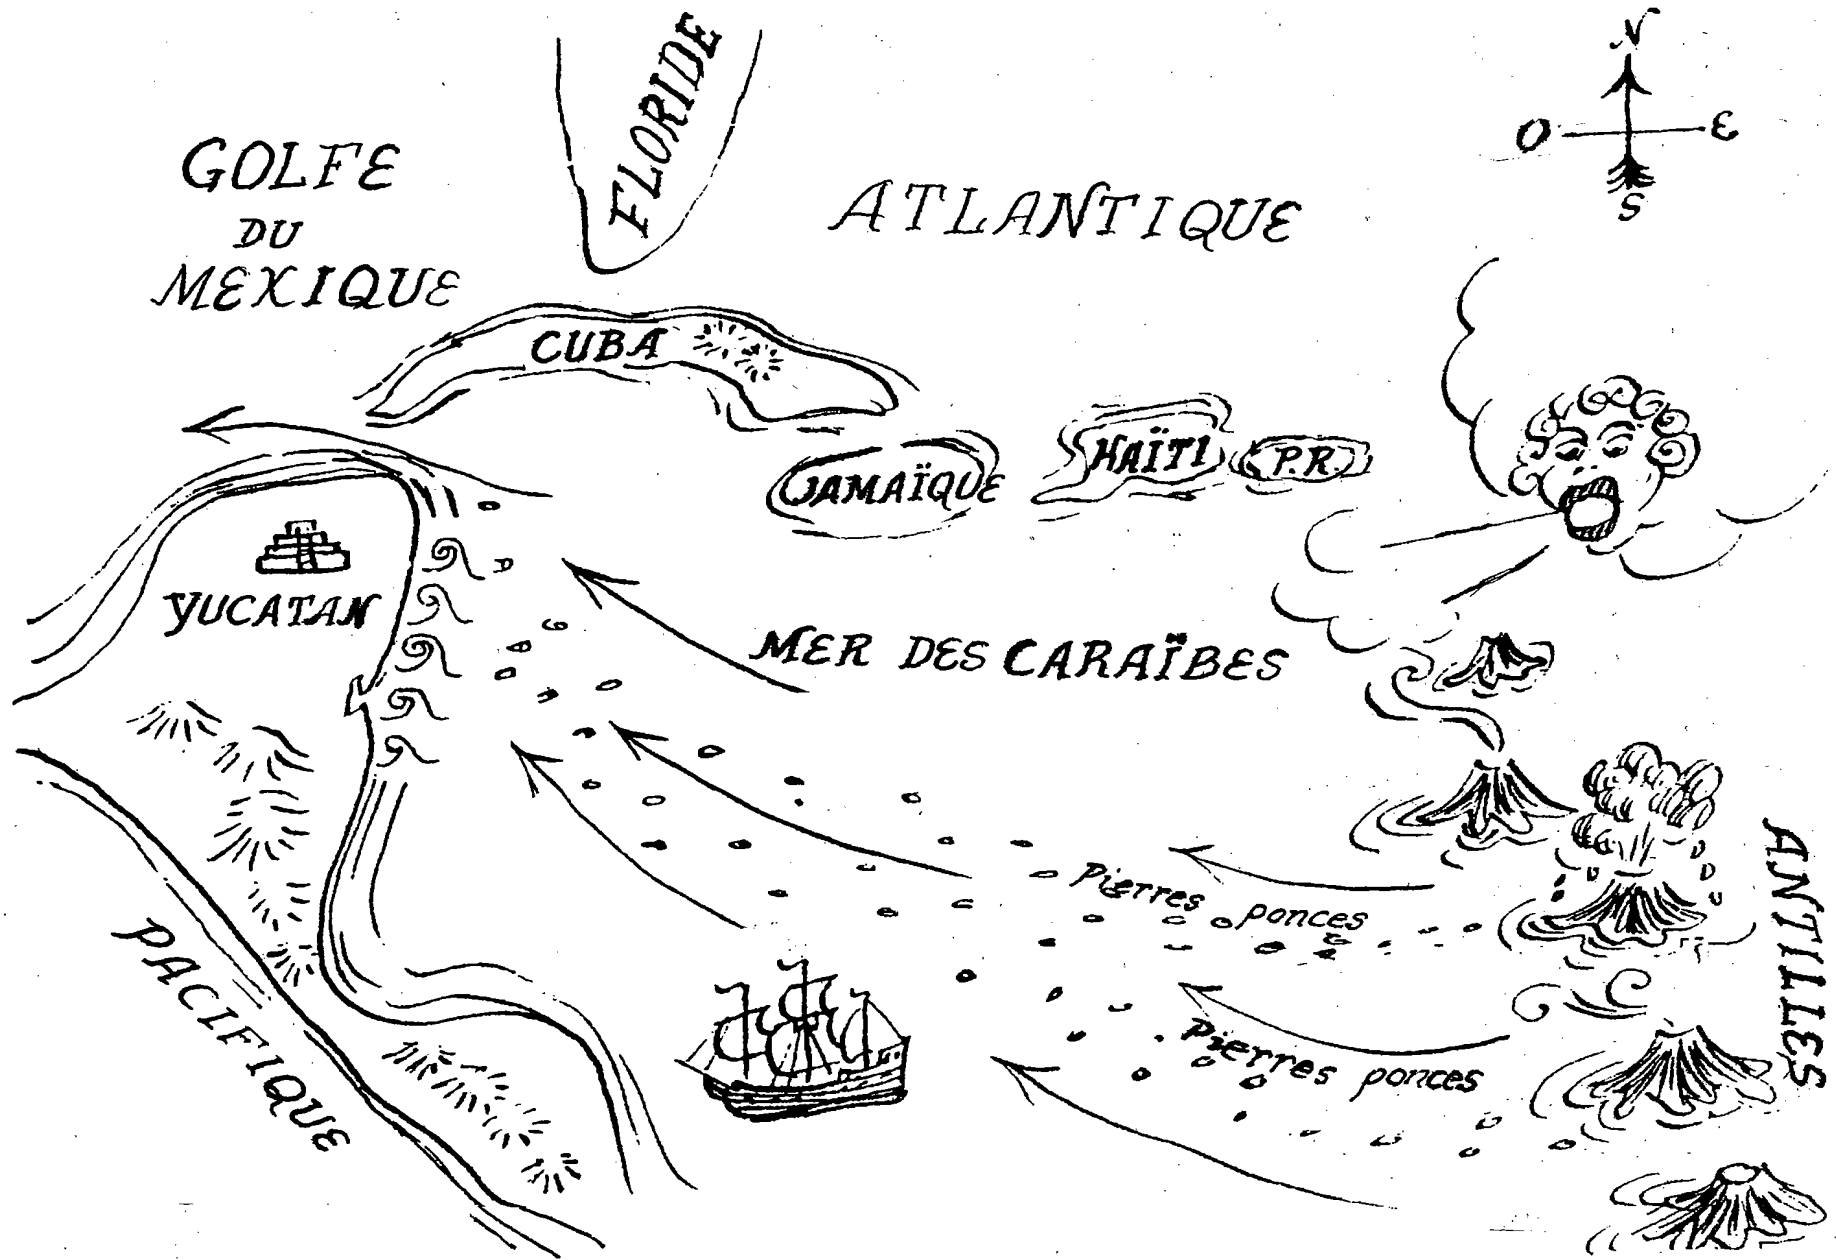 FLORIDE
N
O E
S
GOLFE
DU
MEXIQUE
ATLANTIQUE
CUBA
JAMAÏQUE
HAÏTI
P.R.
YUCATAN
MER DES CARAÏBES
ANTILLES
Pierres ponces
PACIFIQUE
Pierres ponces